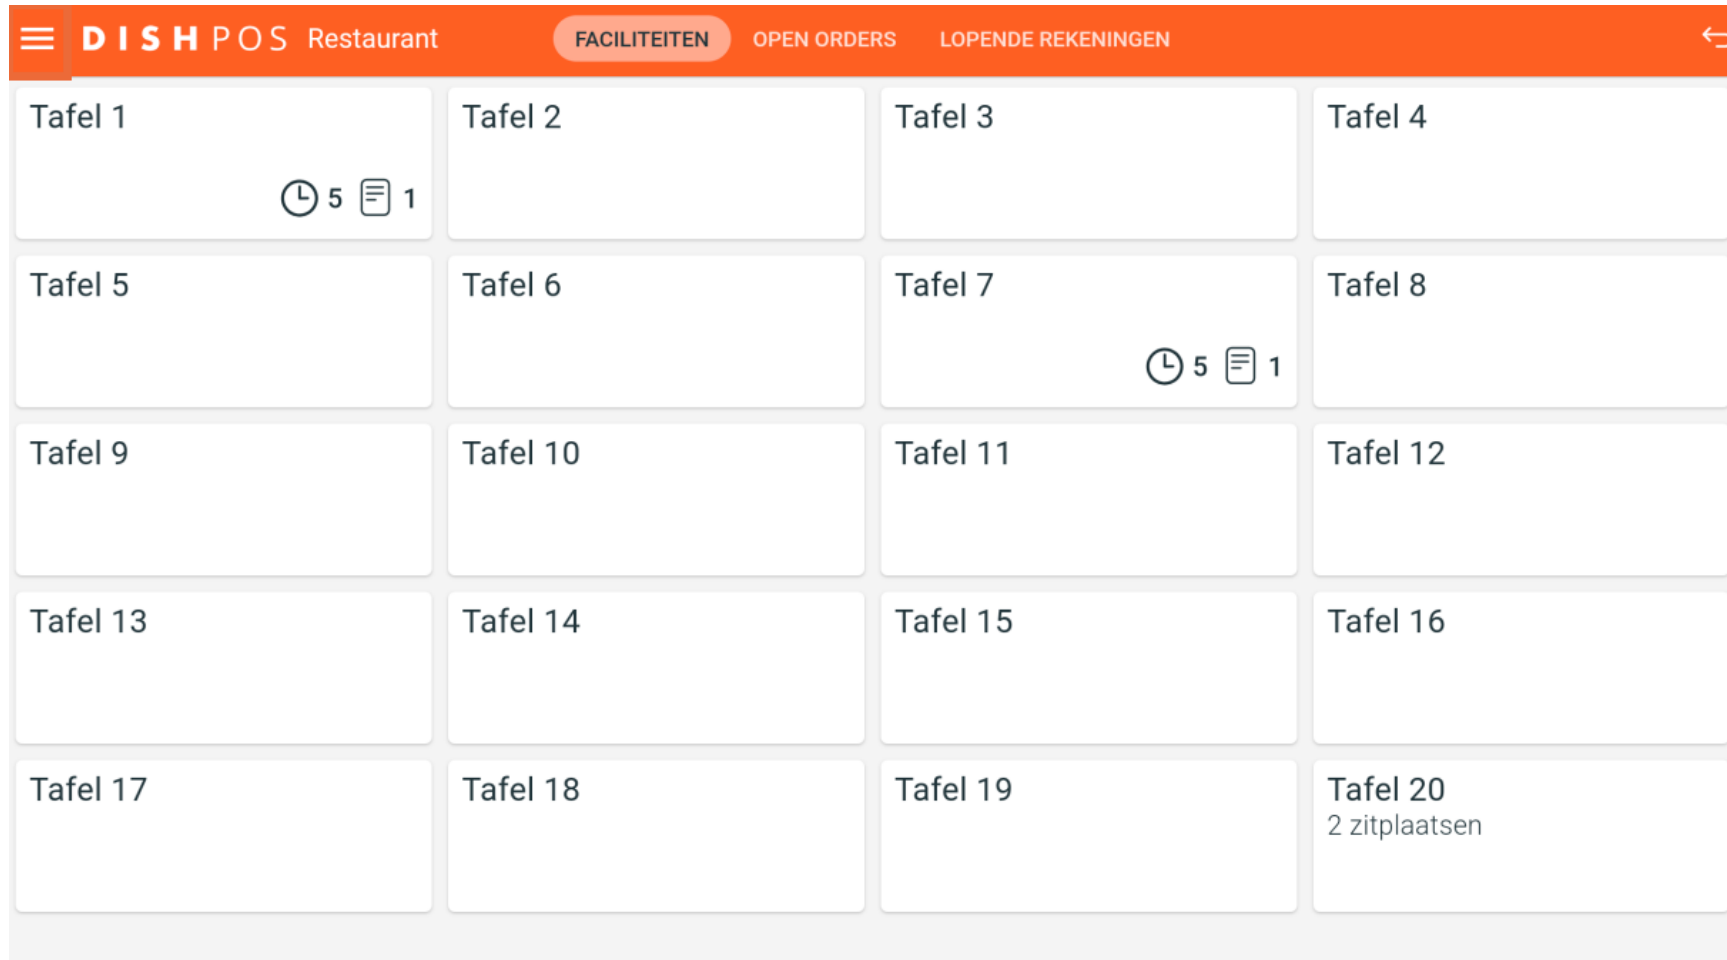 DISH POS Restaurant FACILITEITEN OPEN ORDERS LOPENDE REKENINGEN
Tafel 1 Tafel 2 Tafel 3 Tafel 4
5 1
Tafel 5 Tafel 6 Tafel 7 Tafel 8
5 1
Tafel 9 Tafel 10 Tafel 11 Tafel 12
Tafel 13 Tafel 14 Tafel 15 Tafel 16
Tafel 17 Tafel 18 Tafel 19 Tafel 20
2 zitplaatsen